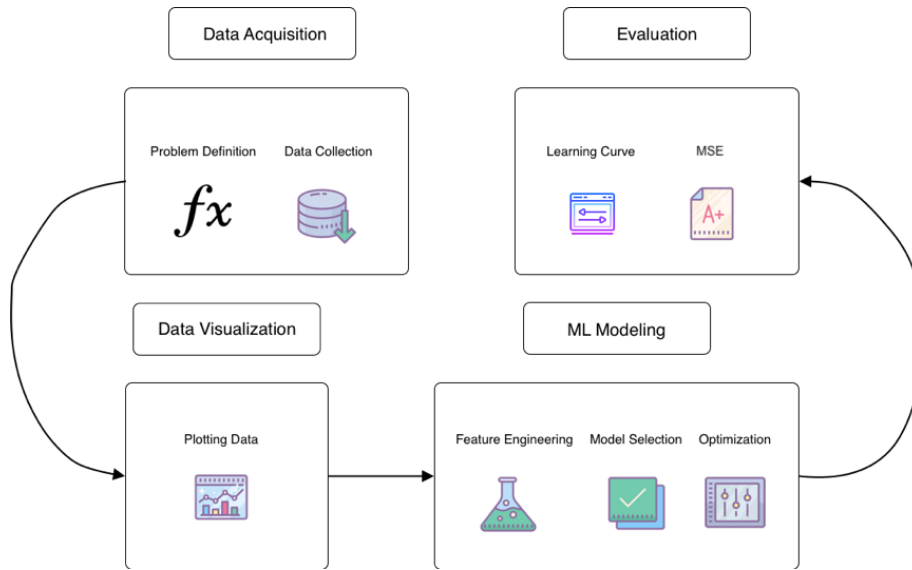 Data Acquisition
Evaluation
Problem Definition
Data Collection
fx
Learning Curve
MSE
A+
Data Visualization
ML Modeling
Plotting Data
Feature Engineering
Model Selection
Optimization